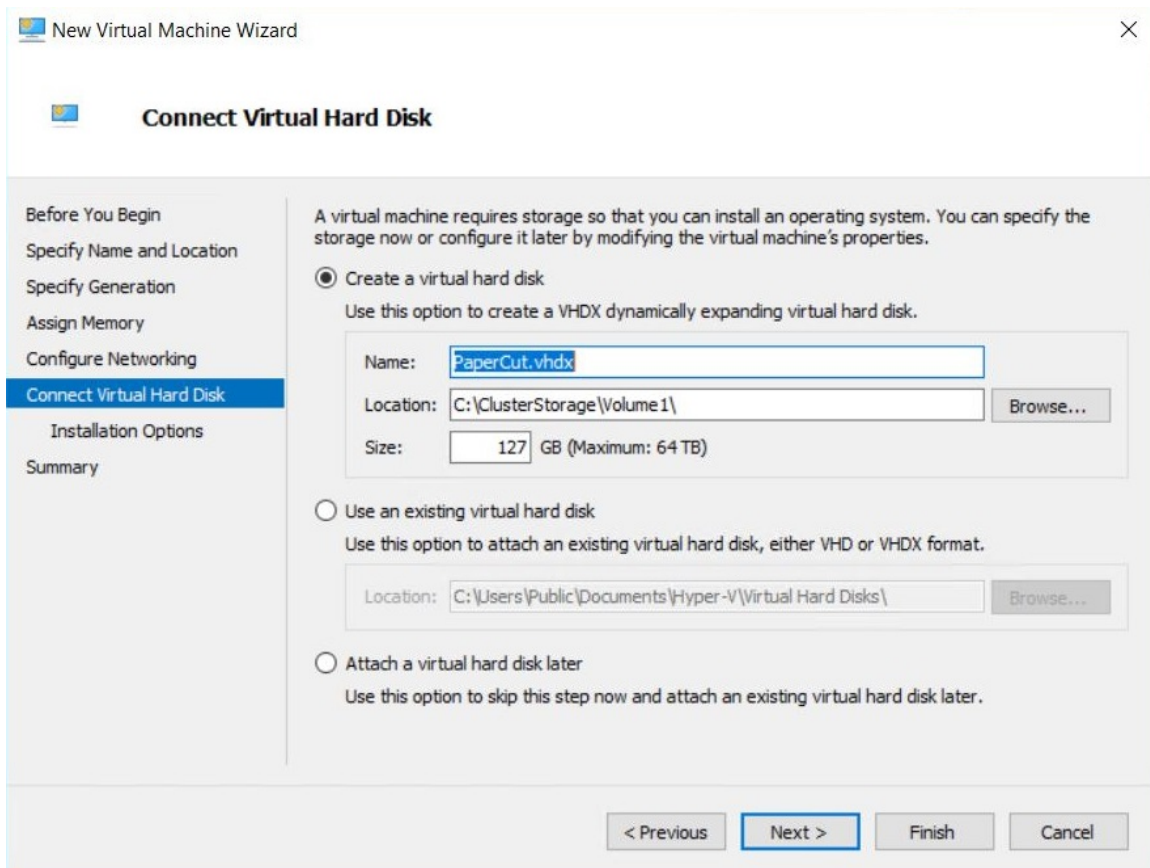 New Virtual Machine Wizard
Connect Virtual Hard Disk
Before You Begin
Specify Name and Location
Specify Generation
Assign Memory
Configure Networking
Connect Virtual Hard Disk
Installation Options
Summary
A virtual machine requires storage so that you can install an operating system. You can specify the
storage now or configure it later by modifying the virtual machine's properties.
Create a virtual hard disk
Use this option to create a VHDX dynamically expanding virtual hard disk.
Name: PaperCut.vhdx
Location: C:\ClusterStorage\Volume1\ Browse...
Size: 127 GB (Maximum: 64 TB)
Use an existing virtual hard disk
Use this option to attach an existing virtual hard disk, either VHD or VHDX format.
Location: C:\Users\Public\Documents\Hyper-V\Virtual Hard Disks\ Browse...
Attach a virtual hard disk later
Use this option to skip this step now and attach an existing virtual hard disk later.
< Previous Next > Finish Cancel